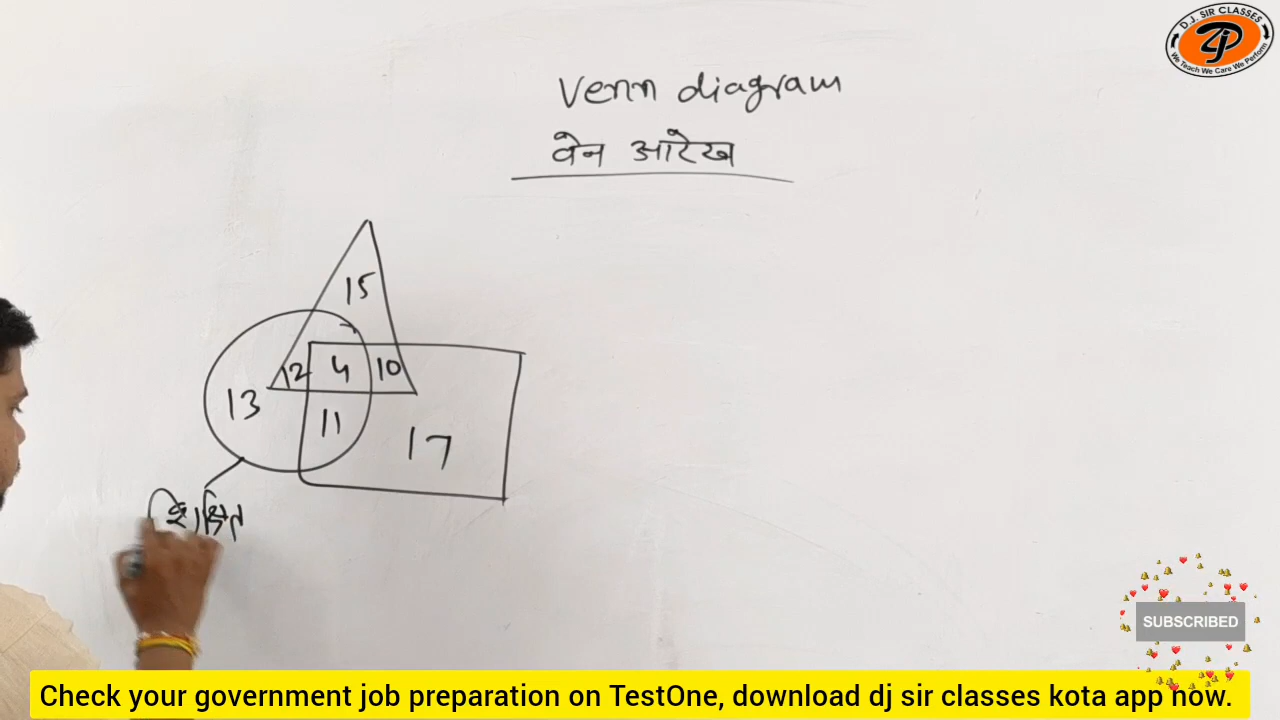 D.J. SIR CLASSES
We Teach We Care We Perform
Venn diagram
वेन आरेख
15
12 4 10
13
11
17
शिक्षित
SUBSCRIBED
Check your government job preparation on TestOne, download dj sir classes kota app now.